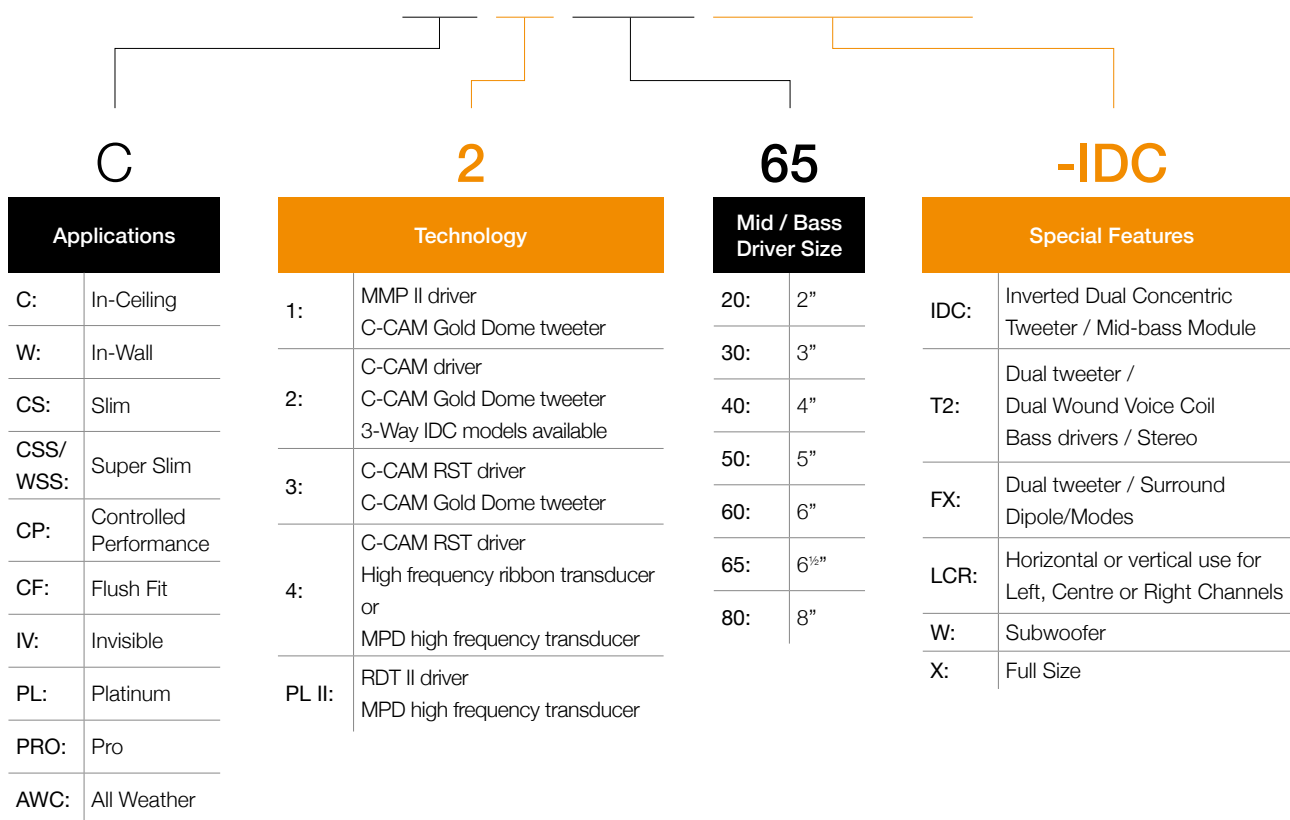 C
2
65
-IDC
Applications
C: In-Ceiling
W: In-Wall
CS: Slim
CSS/
WSS: Super Slim
CP: Controlled
Performance
CF: Flush Fit
IV: Invisible
PL: Platinum
PRO: Pro
AWC: All Weather
Technology
1: MMP II driver
C-CAM Gold Dome tweeter
2: C-CAM driver
C-CAM Gold Dome tweeter
3-Way IDC models available
3: C-CAM RST driver
C-CAM Gold Dome tweeter
4: C-CAM RST driver
High frequency ribbon transducer
or
MPD high frequency transducer
PL II: RDT II driver
MPD high frequency transducer
Mid / Bass
Driver Size
20: 2”
30: 3”
40: 4”
50: 5”
60: 6”
65: 6½”
80: 8”
Special Features
IDC: Inverted Dual Concentric
Tweeter / Mid-bass Module
T2: Dual tweeter /
Dual Wound Voice Coil
Bass drivers / Stereo
FX: Dual tweeter / Surround
Dipole/Modes
LCR: Horizontal or vertical use for
Left, Centre or Right Channels
W: Subwoofer
X: Full Size